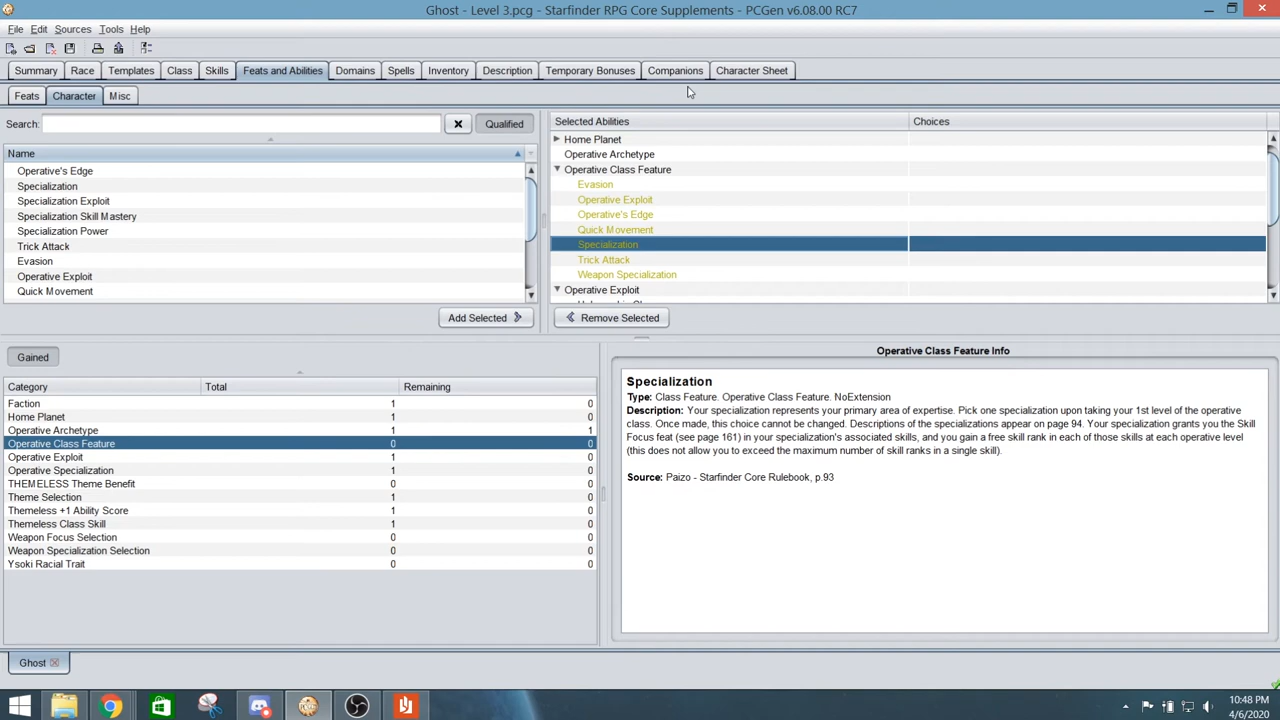 Ghost - Level 3.pcg - Starfinder RPG Core Supplements - PCGen v6.08.00 RC7
File Edit Sources Tools Help
Summary Race Templates Class Skills Feats and Abilities Domains Spells Inventory Description Temporary Bonuses Companions Character Sheet
Feats Character Misc
Search: Qualified
Name
Operative's Edge
Specialization
Specialization Exploit
Specialization Skill Mastery
Specialization Power
Trick Attack
Evasion
Operative Exploit
Quick Movement
Add Selected
Selected Abilities Choices
Home Planet
Operative Archetype
Operative Class Feature
Evasion
Operative Exploit
Operative's Edge
Quick Movement
Specialization
Trick Attack
Weapon Specialization
Operative Exploit
Remove Selected
Gained
Category Total Remaining
Faction 1 0
Home Planet 1 0
Operative Archetype 1 1
Operative Class Feature 0 0
Operative Exploit 1 0
Operative Specialization 1 0
THEMELESS Theme Benefit 0 0
Theme Selection 1 0
Themeless +1 Ability Score 1 0
Themeless Class Skill 1 0
Weapon Focus Selection 0 0
Weapon Specialization Selection 0 0
Ysoki Racial Trait 0 0
Operative Class Feature Info
Specialization
Type: Class Feature. Operative Class Feature. NoExtension
Description: Your specialization represents your primary area of expertise. Pick one specialization upon taking your 1st level of the operative
class. Once made, this choice cannot be changed. Descriptions of the specializations appear on page 94. Your specialization grants you the Skill
Focus feat (see page 161) in your specialization's associated skills, and you gain a free skill rank in each of those skills at each operative level
(this does not allow you to exceed the maximum number of skill ranks in a single skill).
Source: Paizo - Starfinder Core Rulebook, p.93
Ghost
10:48 PM
4/6/2020